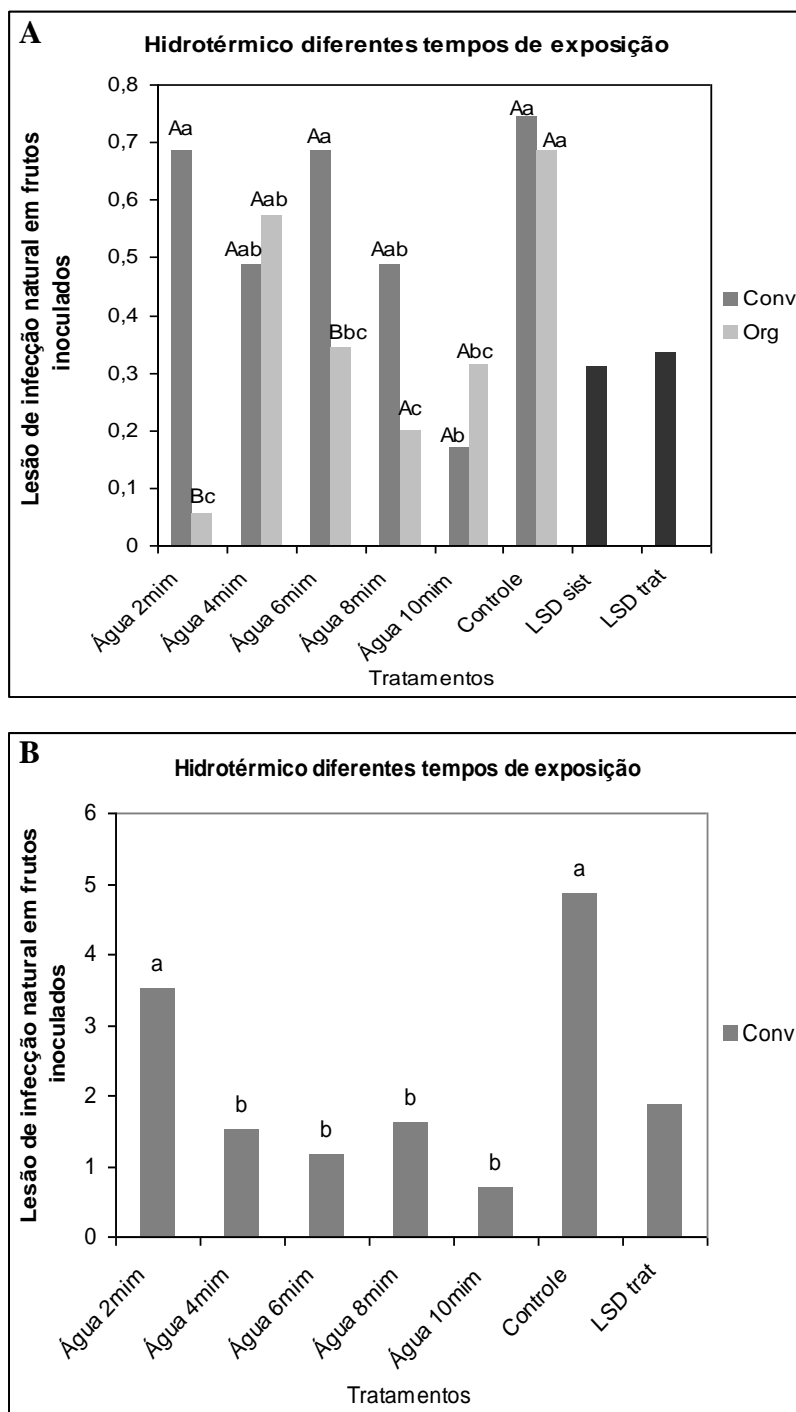 A
Hidrotérmico diferentes tempos de exposição
Lesão de infecção natural em frutos
inoculados
0,8
0,7
0,6
0,5
0,4
0,3
0,2
0,1
0
Aa
Bc
Aab
Aab
Aa
Bbc
Aab
Ac
Ab
Abc
Aa
Aa
Conv
Org
Água 2mim
Água 4mim
Água 6mim
Água 8mim
Água 10mim
Controle
LSD sist
LSD trat
Tratamentos
B
Hidrotérmico diferentes tempos de exposição
Lesão de infecção natural em frutos
inoculados
6
5
4
3
2
1
0
a
b
b
b
b
a
Conv
Água 2mim
Água 4mim
Água 6mim
Água 8mim
Água 10mim
Controle
LSD trat
Tratamentos